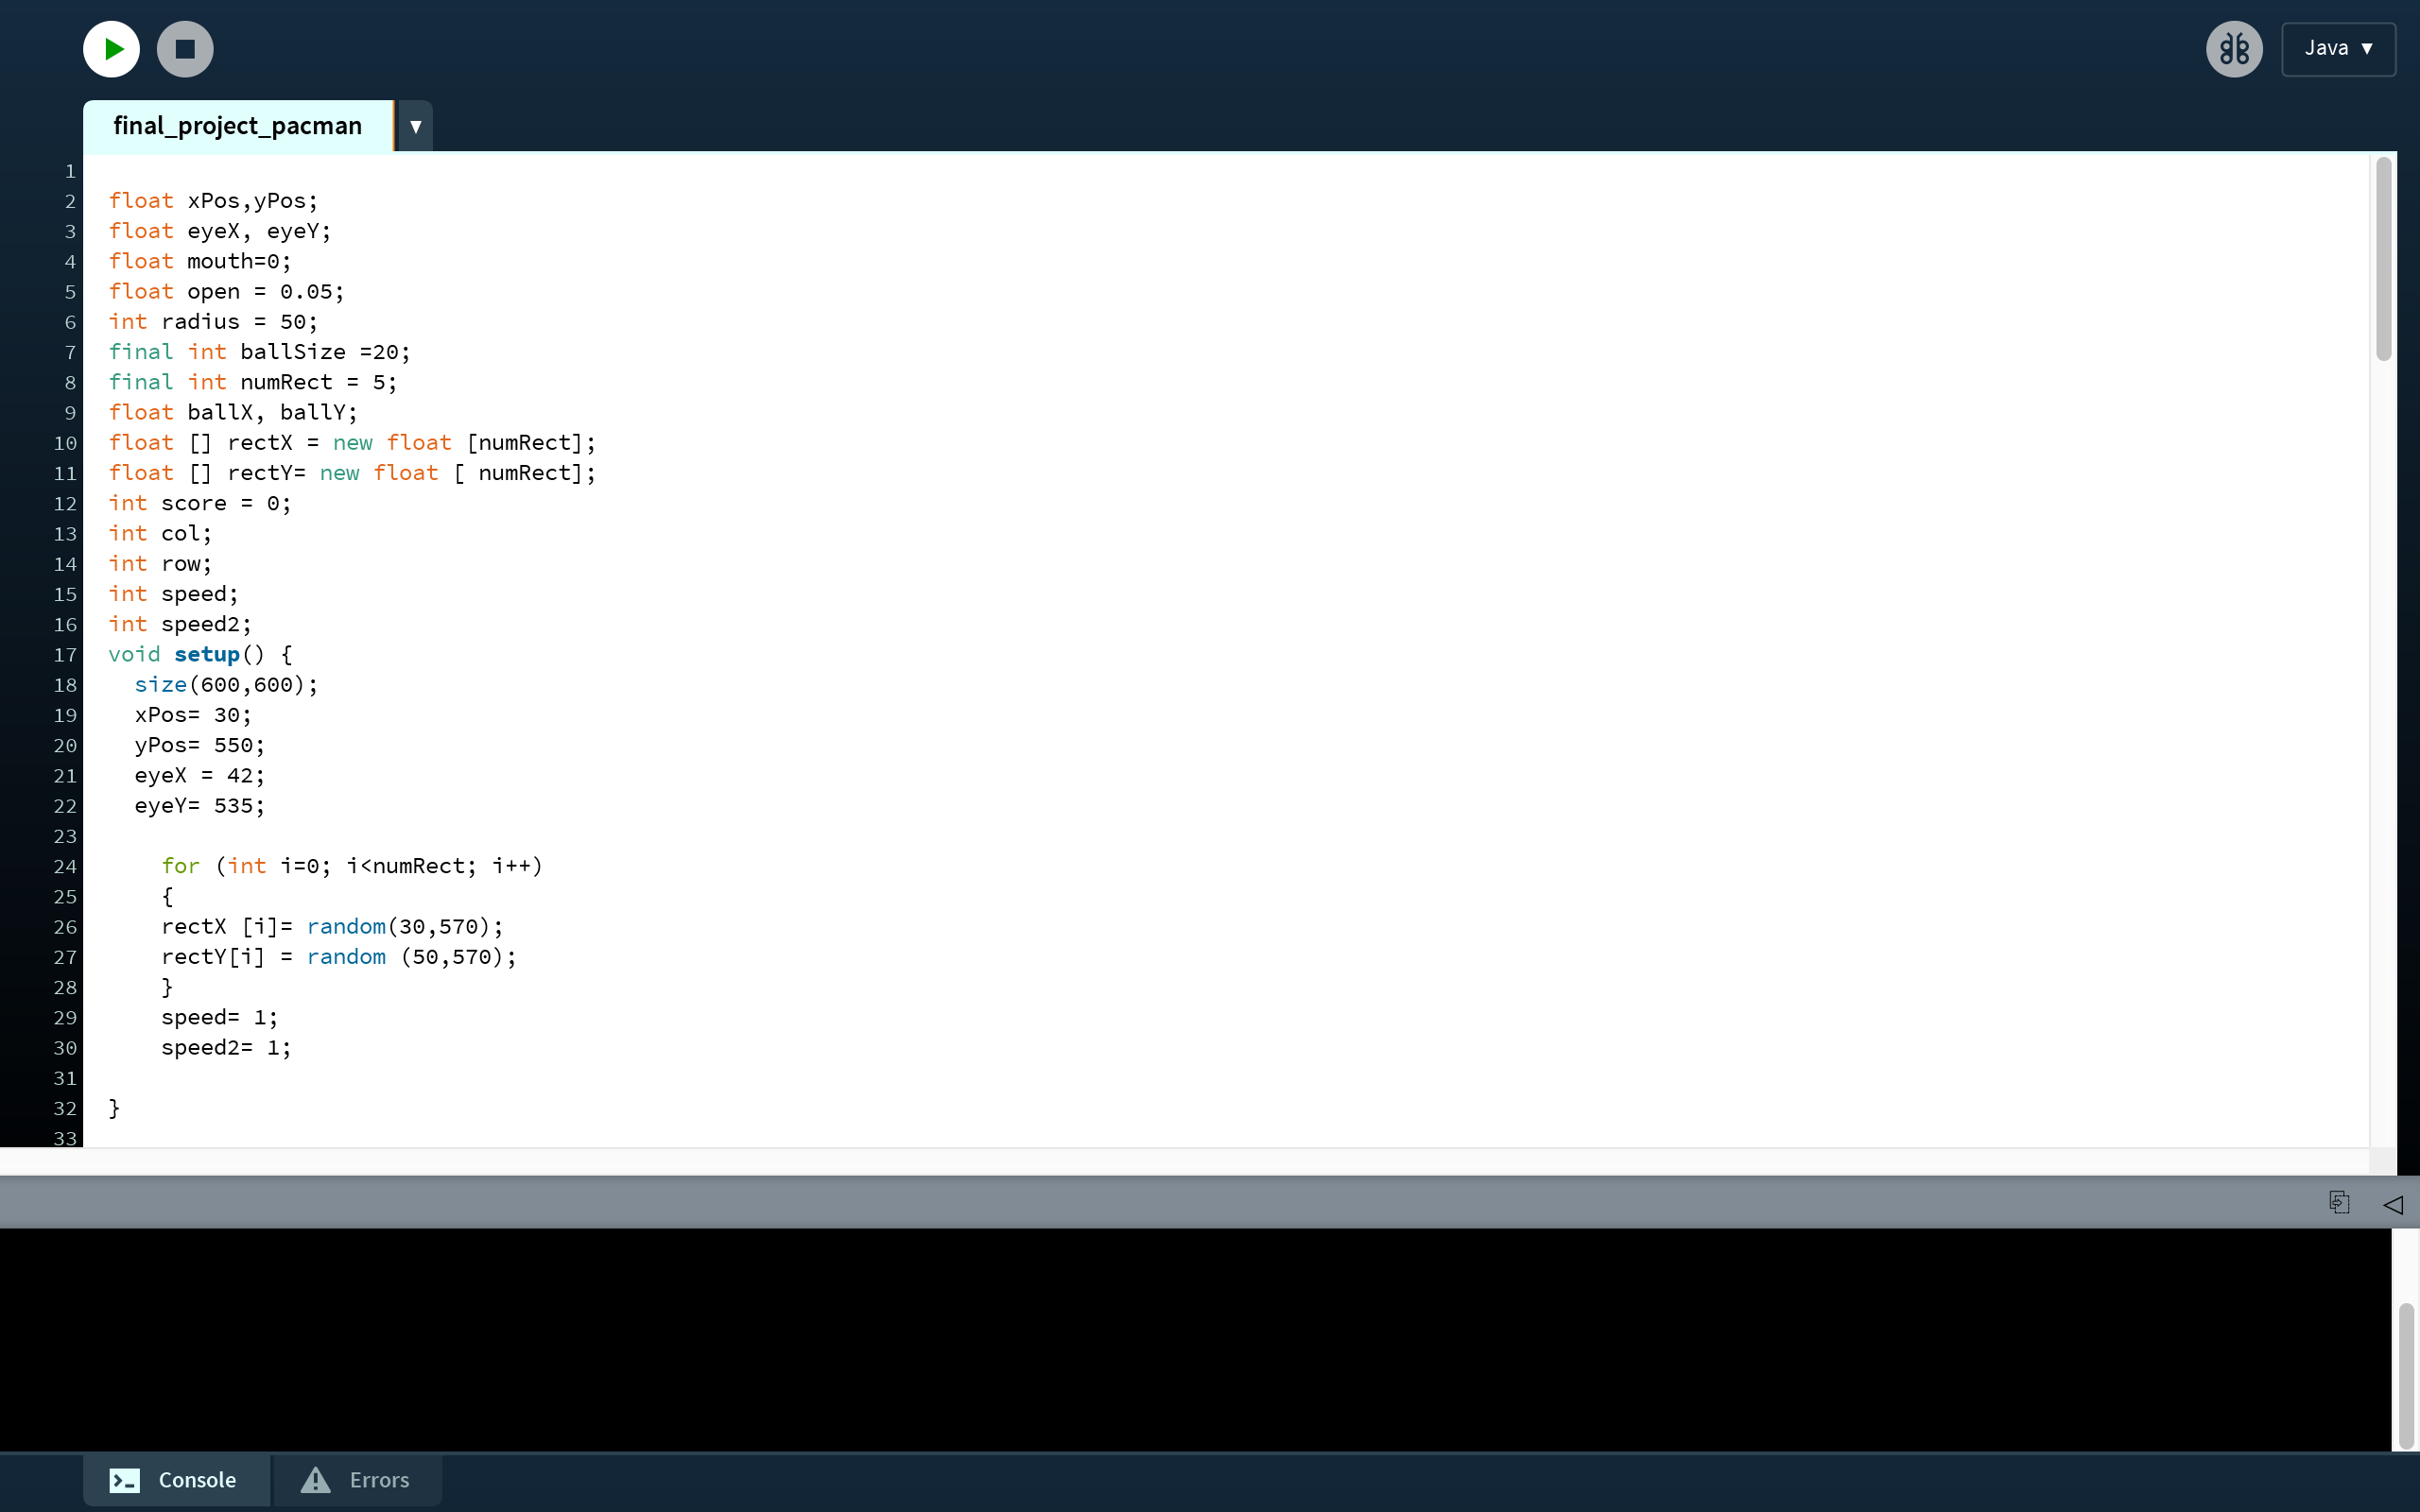 Java ▼
final_project_pacman ▼
1
2 float xPos,yPos;
3 float eyeX, eyeY;
4 float mouth=0;
5 float open = 0.05;
6 int radius = 50;
7 final int ballSize =20;
8 final int numRect = 5;
9 float ballX, ballY;
10 float [] rectX = new float [numRect];
11 float [] rectY= new float [ numRect];
12 int score = 0;
13 int col;
14 int row;
15 int speed;
16 int speed2;
17 void setup() {
18   size(600,600);
19   xPos= 30;
20   yPos= 550;
21   eyeX = 42;
22   eyeY= 535;
23
24     for (int i=0; i<numRect; i++)
25     {
26     rectX [i]= random(30,570);
27     rectY[i] = random (50,570);
28     }
29     speed= 1;
30     speed2= 1;
31
32 }
33
Console
Errors